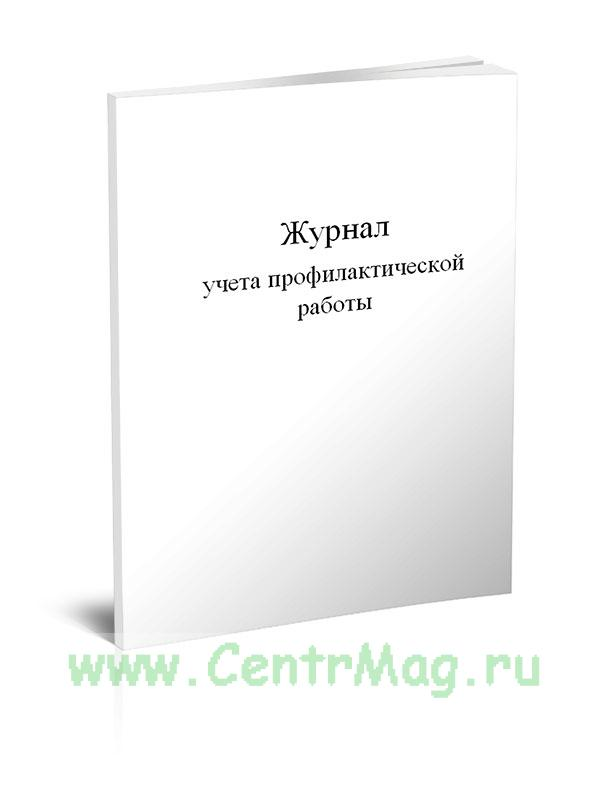 Журнал
учета профилактической
работы
www.CentrMag.ru